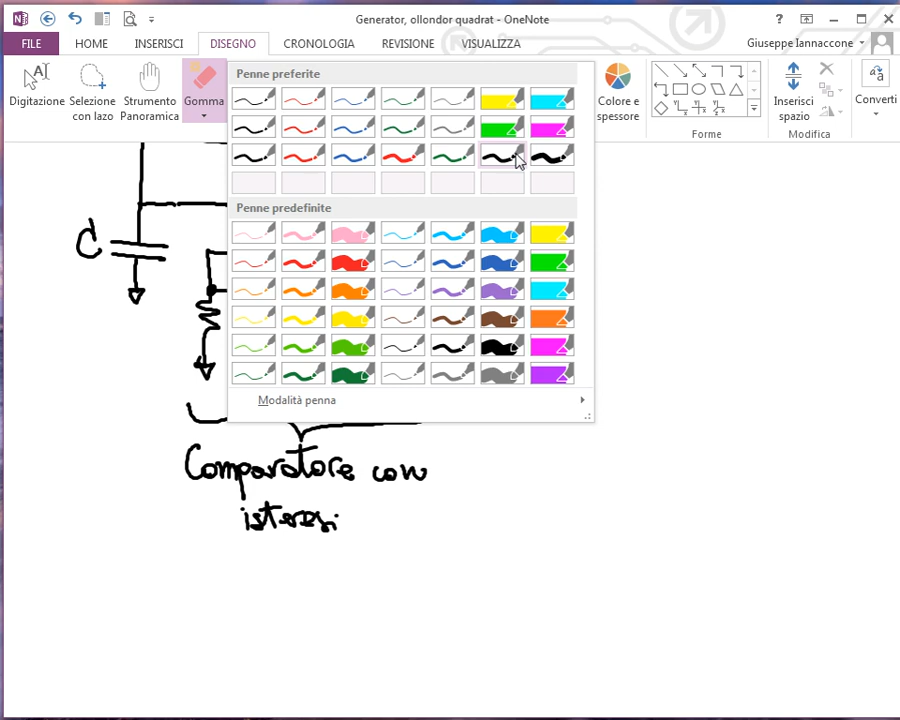 Generator, ollondor quadrat - OneNote
?
FILE HOME INSERISCI DISEGNO CRONOLOGIA REVISIONE VISUALIZZA Giuseppe Iannaccone
Digitazione
Selezione con lazo
Strumento Panoramica
Gomma
Colore e spessore
Forme
Inserisci spazio
Modifica
Converti
Penne preferite
Penne predefinite
Modalità penna
C
Comparatore con
isteresi